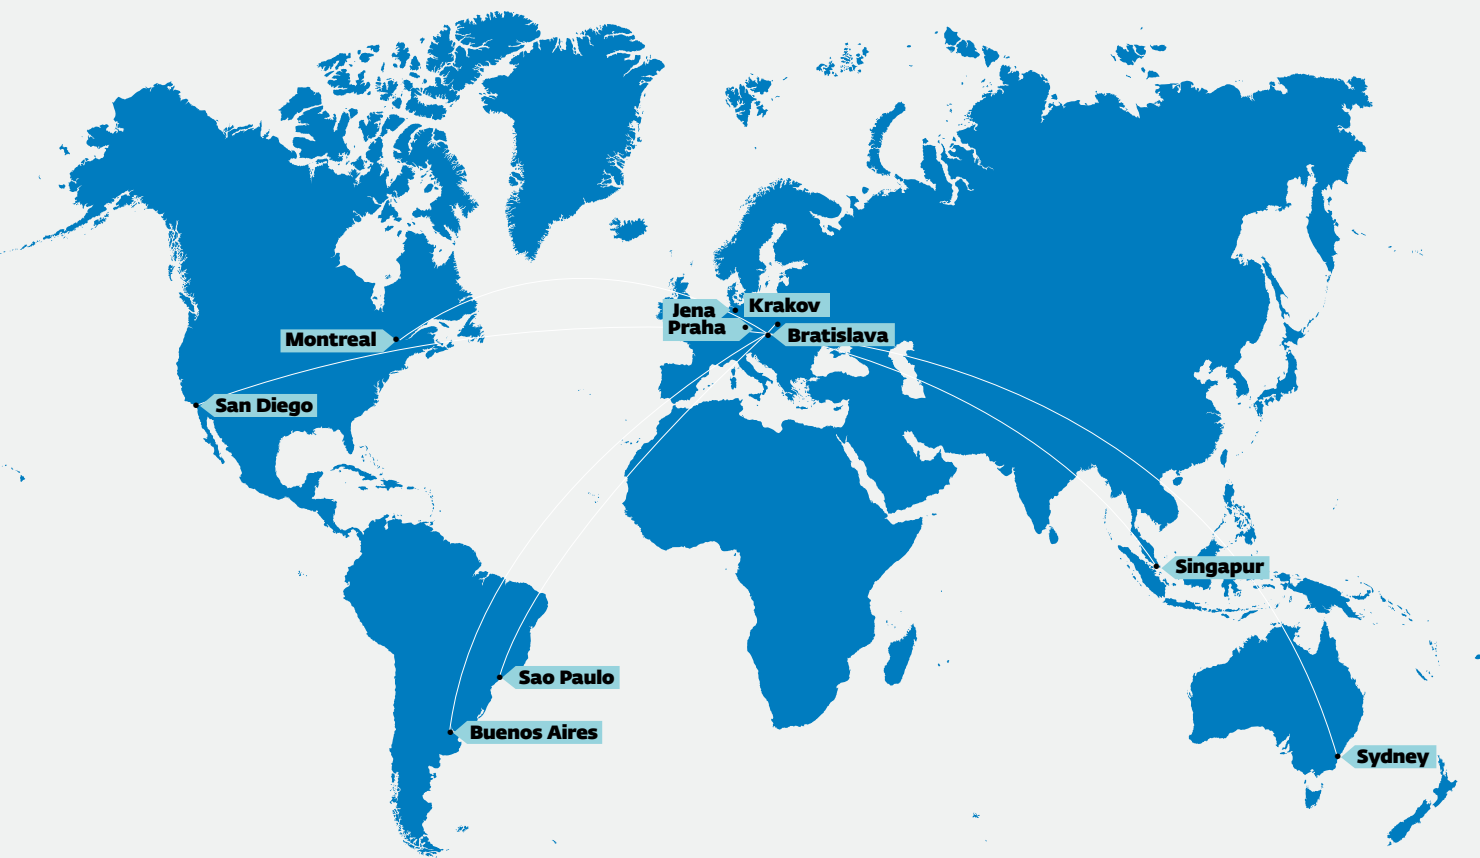 Jena
Krakov
Praha
Bratislava
Montreal
San Diego
Singapur
Sao Paulo
Buenos Aires
Sydney